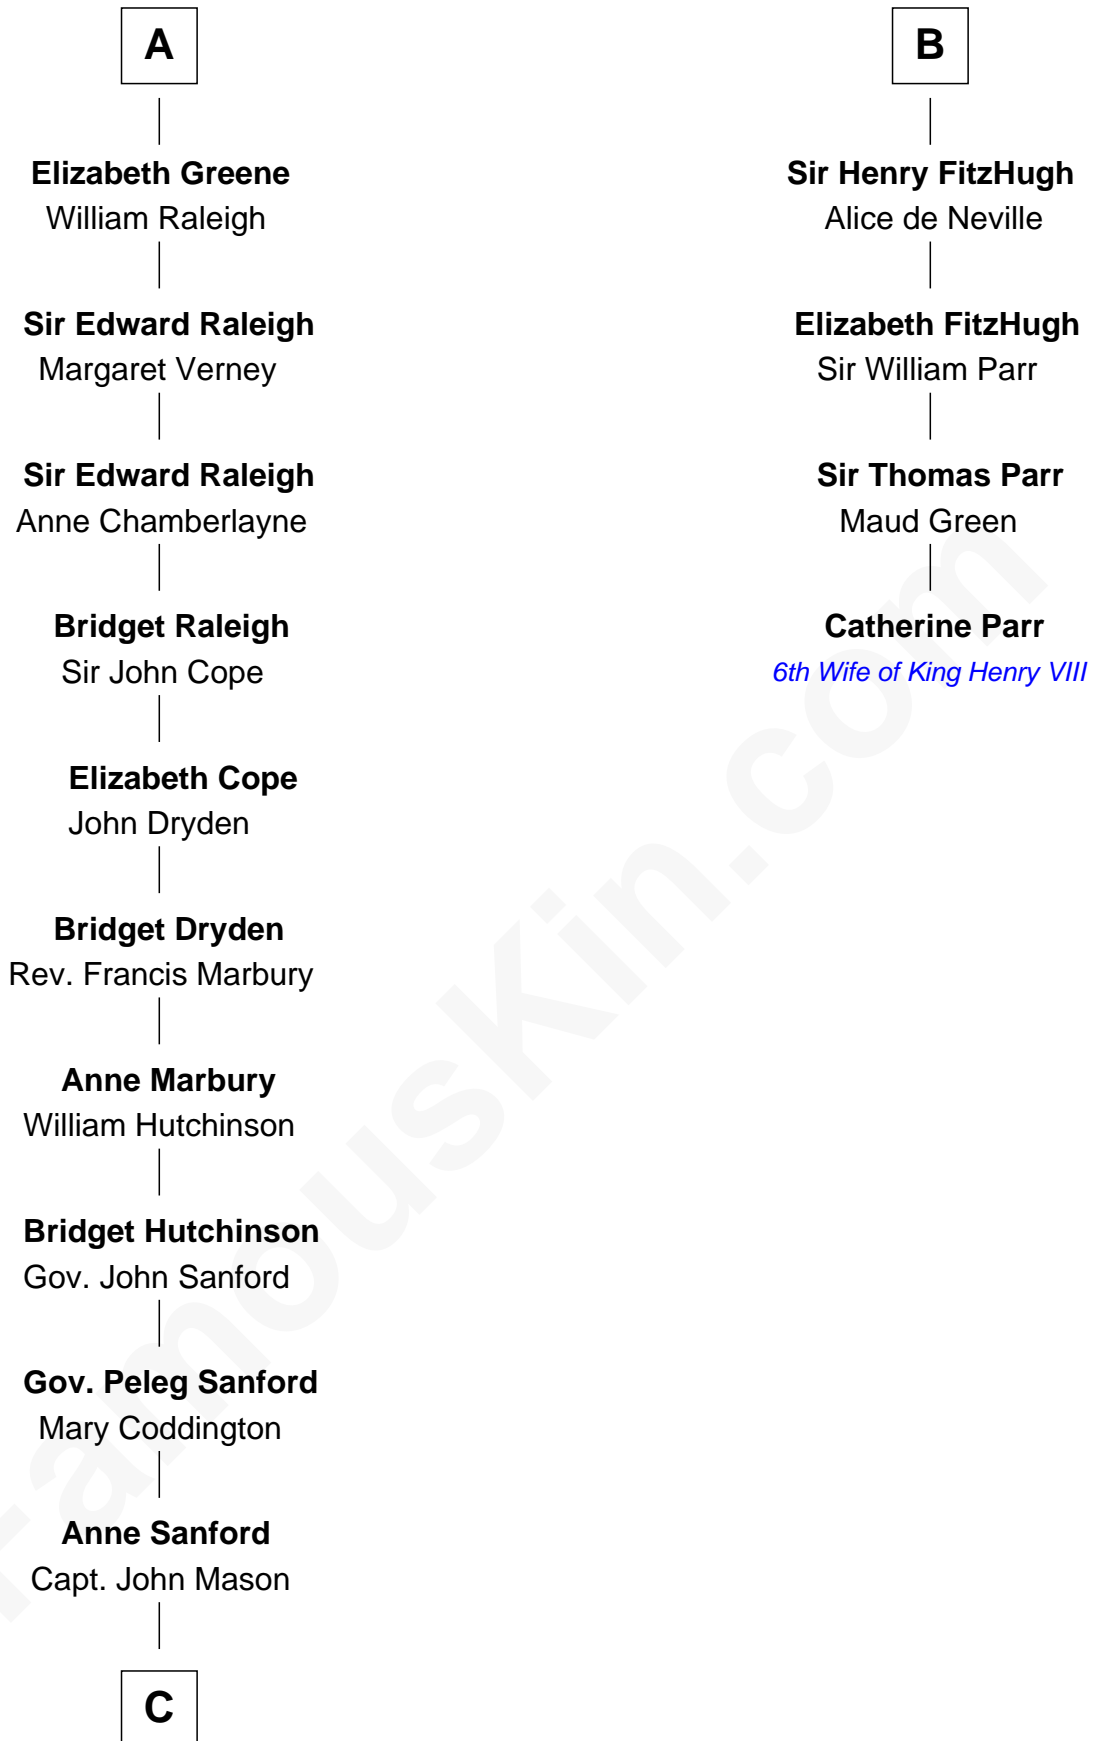 A
Elizabeth Greene
William Raleigh
Sir Edward Raleigh
Margaret Verney
Sir Edward Raleigh
Anne Chamberlayne
Bridget Raleigh
Sir John Cope
Elizabeth Cope
John Dryden
Bridget Dryden
Rev. Francis Marbury
Anne Marbury
William Hutchinson
Bridget Hutchinson
Gov. John Sanford
Gov. Peleg Sanford
Mary Coddington
Anne Sanford
Capt. John Mason
C
B
Sir Henry FitzHugh
Alice de Neville
Elizabeth FitzHugh
Sir William Parr
Sir Thomas Parr
Maud Green
Catherine Parr
6th Wife of King Henry VIII
FamousKin.com